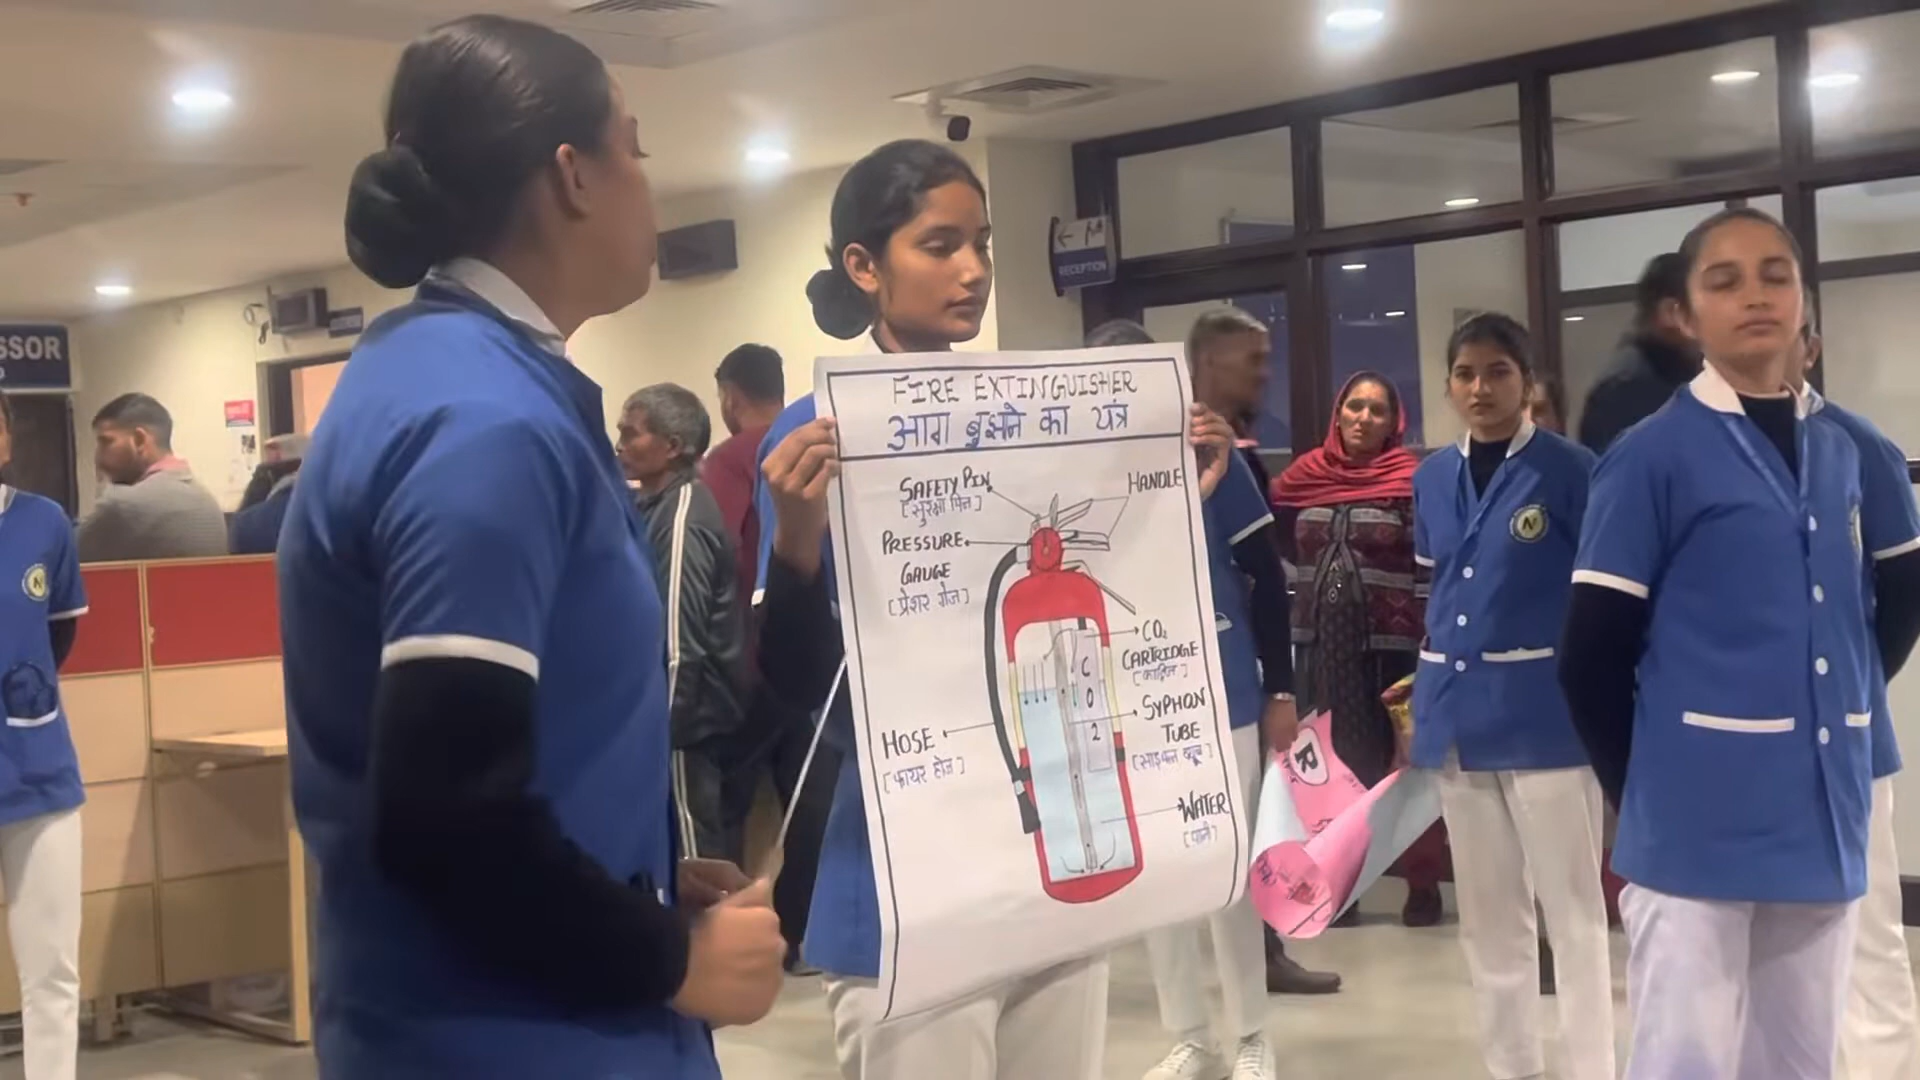 SSOR
RECEPTION
FIRE EXTINGUISHER
आग बुझने का यंत्र
SAFETY PIN
[सुरक्षा पिन]
HANDLE
PRESSURE
GAUGE
[प्रेशर गेज]
CO2
CARTRIDGE
C
O
2
SYPHON
TUBE
HOSE
[फायर होज]
WATER
[पानी]
R
N